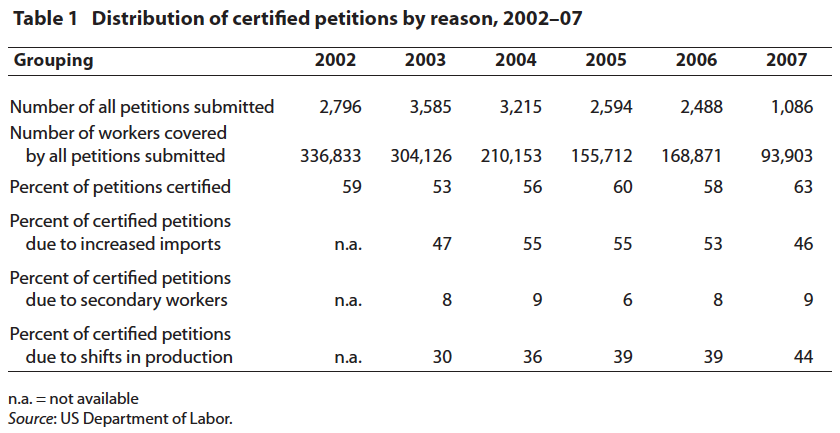 Table 1 Distribution of certified petitions by reason, 2002–07
Grouping 2002 2003 2004 2005 2006 2007
Number of all petitions submitted 2,796 3,585 3,215 2,594 2,488 1,086
Number of workers covered
by all petitions submitted 336,833 304,126 210,153 155,712 168,871 93,903
Percent of petitions certified 59 53 56 60 58 63
Percent of certified petitions
due to increased imports n.a. 47 55 55 53 46
Percent of certified petitions
due to secondary workers n.a. 8 9 6 8 9
Percent of certified petitions
due to shifts in production n.a. 30 36 39 39 44
n.a. = not available
Source: US Department of Labor.